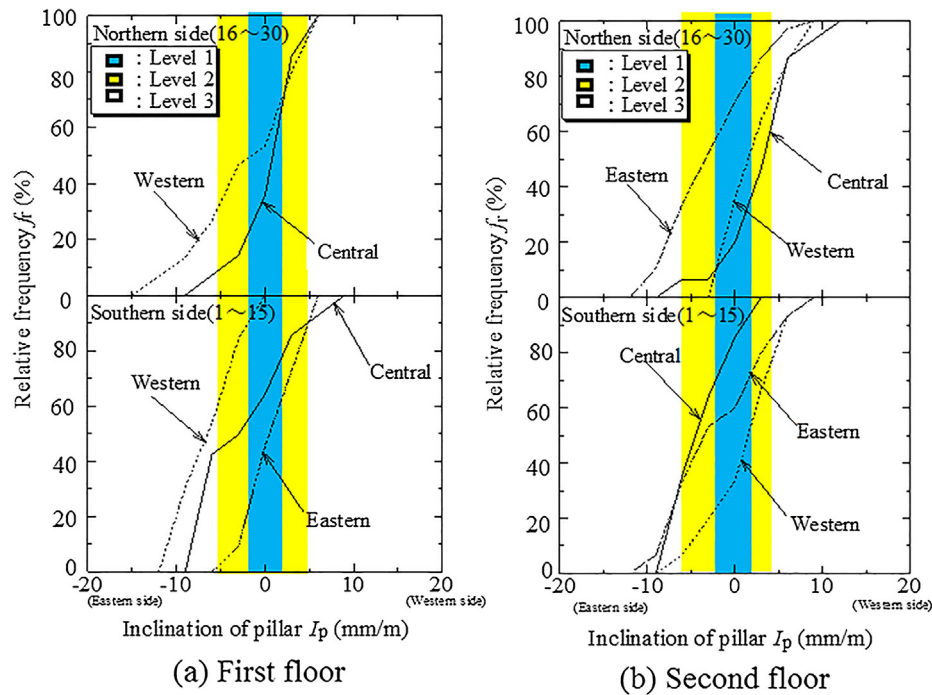 Northern side(16～30)
: Level 1
: Level 2
: Level 3
Western
Central
Southern side(1～15)
Western
Central
Eastern
100
80
60
40
20
0
80
60
40
20
0
-20
-10
0
10
20
(Eastern side)
(Western side)
Relative frequency fr (%)
Inclination of pillar Ip (mm/m)
(a) First floor
Northen side(16～30)
: Level 1
: Level 2
: Level 3
Eastern
Central
Western
Southern side(1～15)
Central
Eastern
Western
100
80
60
40
20
0
80
60
40
20
0
-20
-10
0
10
20
(Eastern side)
(Western side)
Relative frequency fr (%)
Inclination of pillar Ip (mm/m)
(b) Second floor